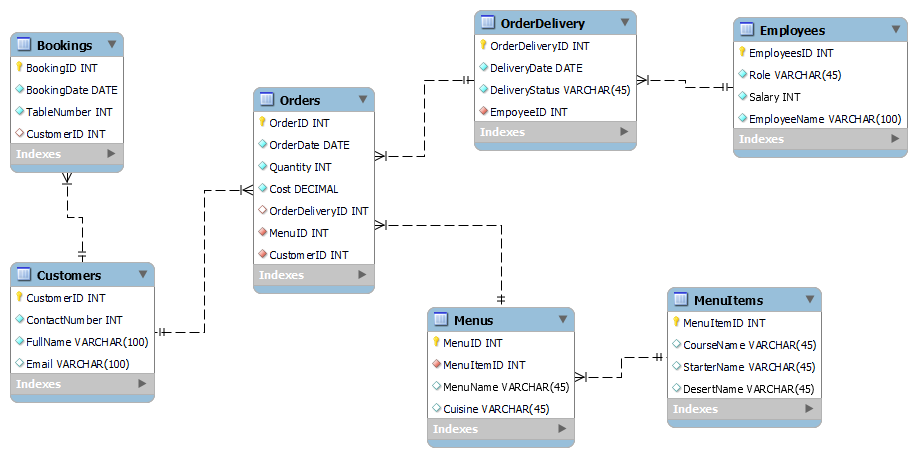 Bookings
BookingID INT
BookingDate DATE
TableNumber INT
CustomerID INT
Indexes
Customers
CustomerID INT
ContactNumber INT
FullName VARCHAR(100)
Email VARCHAR(100)
Indexes
Orders
OrderID INT
OrderDate DATE
Quantity INT
Cost DECIMAL
OrderDeliveryID INT
MenuID INT
CustomerID INT
Indexes
OrderDelivery
OrderDeliveryID INT
DeliveryDate DATE
DeliveryStatus VARCHAR(45)
EmpoyeeID INT
Indexes
Employees
EmployeesID INT
Role VARCHAR(45)
Salary INT
EmployeeName VARCHAR(100)
Indexes
Menus
MenuID INT
MenuItemID INT
MenuName VARCHAR(45)
Cuisine VARCHAR(45)
Indexes
MenuItems
MenuItemID INT
CourseName VARCHAR(45)
StarterName VARCHAR(45)
DesertName VARCHAR(45)
Indexes